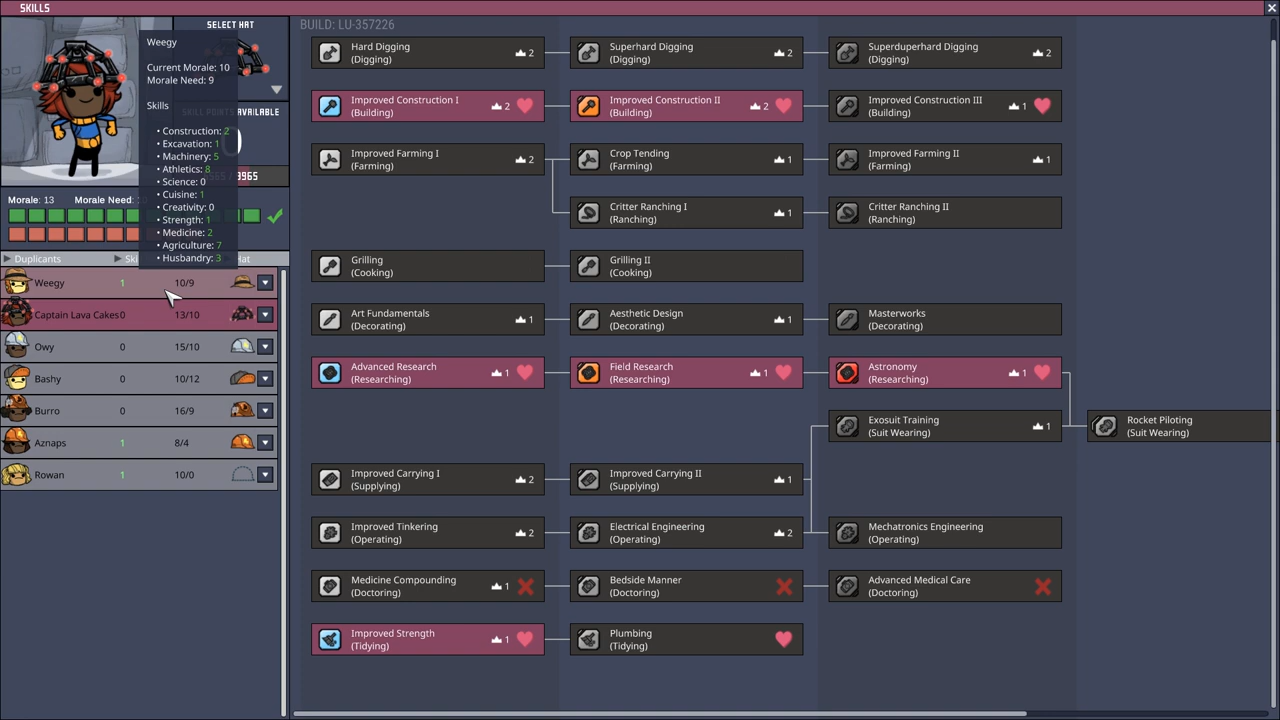 SKILLS
SELECT HAT
BUILD: LU-357226
Weegy
Current Morale: 10
Morale Need: 9
Skills
• Construction: 2
• Excavation: 1
• Machinery: 5
• Athletics: 8
• Science: 0
• Cuisine: 1
• Creativity: 0
• Strength: 1
• Medicine: 2
• Agriculture: 7
• Husbandry: 3
SKILL POINTS AVAILABLE
0
Morale: 13
Morale Need:
Duplicants
Hat
Weegy 1 10/9
Captain Lava Cakes 0 13/10
Owy 0 15/10
Bashy 0 10/12
Burro 0 16/9
Aznaps 1 8/4
Rowan 1 10/0
Hard Digging 2
(Digging)
Superhard Digging 2
(Digging)
Superduperhard Digging 2
(Digging)
Improved Construction I 2
(Building)
Improved Construction II 2
(Building)
Improved Construction III 1
(Building)
Improved Farming I 2
(Farming)
Crop Tending 1
(Farming)
Improved Farming II 1
(Farming)
Critter Ranching I 1
(Ranching)
Critter Ranching II
(Ranching)
Grilling
(Cooking)
Grilling II
(Cooking)
Art Fundamentals 1
(Decorating)
Aesthetic Design 1
(Decorating)
Masterworks
(Decorating)
Advanced Research 1
(Researching)
Field Research 1
(Researching)
Astronomy 1
(Researching)
Exosuit Training 1
(Suit Wearing)
Rocket Piloting
(Suit Wearing)
Improved Carrying I 2
(Supplying)
Improved Carrying II 1
(Supplying)
Improved Tinkering 2
(Operating)
Electrical Engineering 2
(Operating)
Mechatronics Engineering
(Operating)
Medicine Compounding 1
(Doctoring)
Bedside Manner
(Doctoring)
Advanced Medical Care
(Doctoring)
Improved Strength 1
(Tidying)
Plumbing
(Tidying)